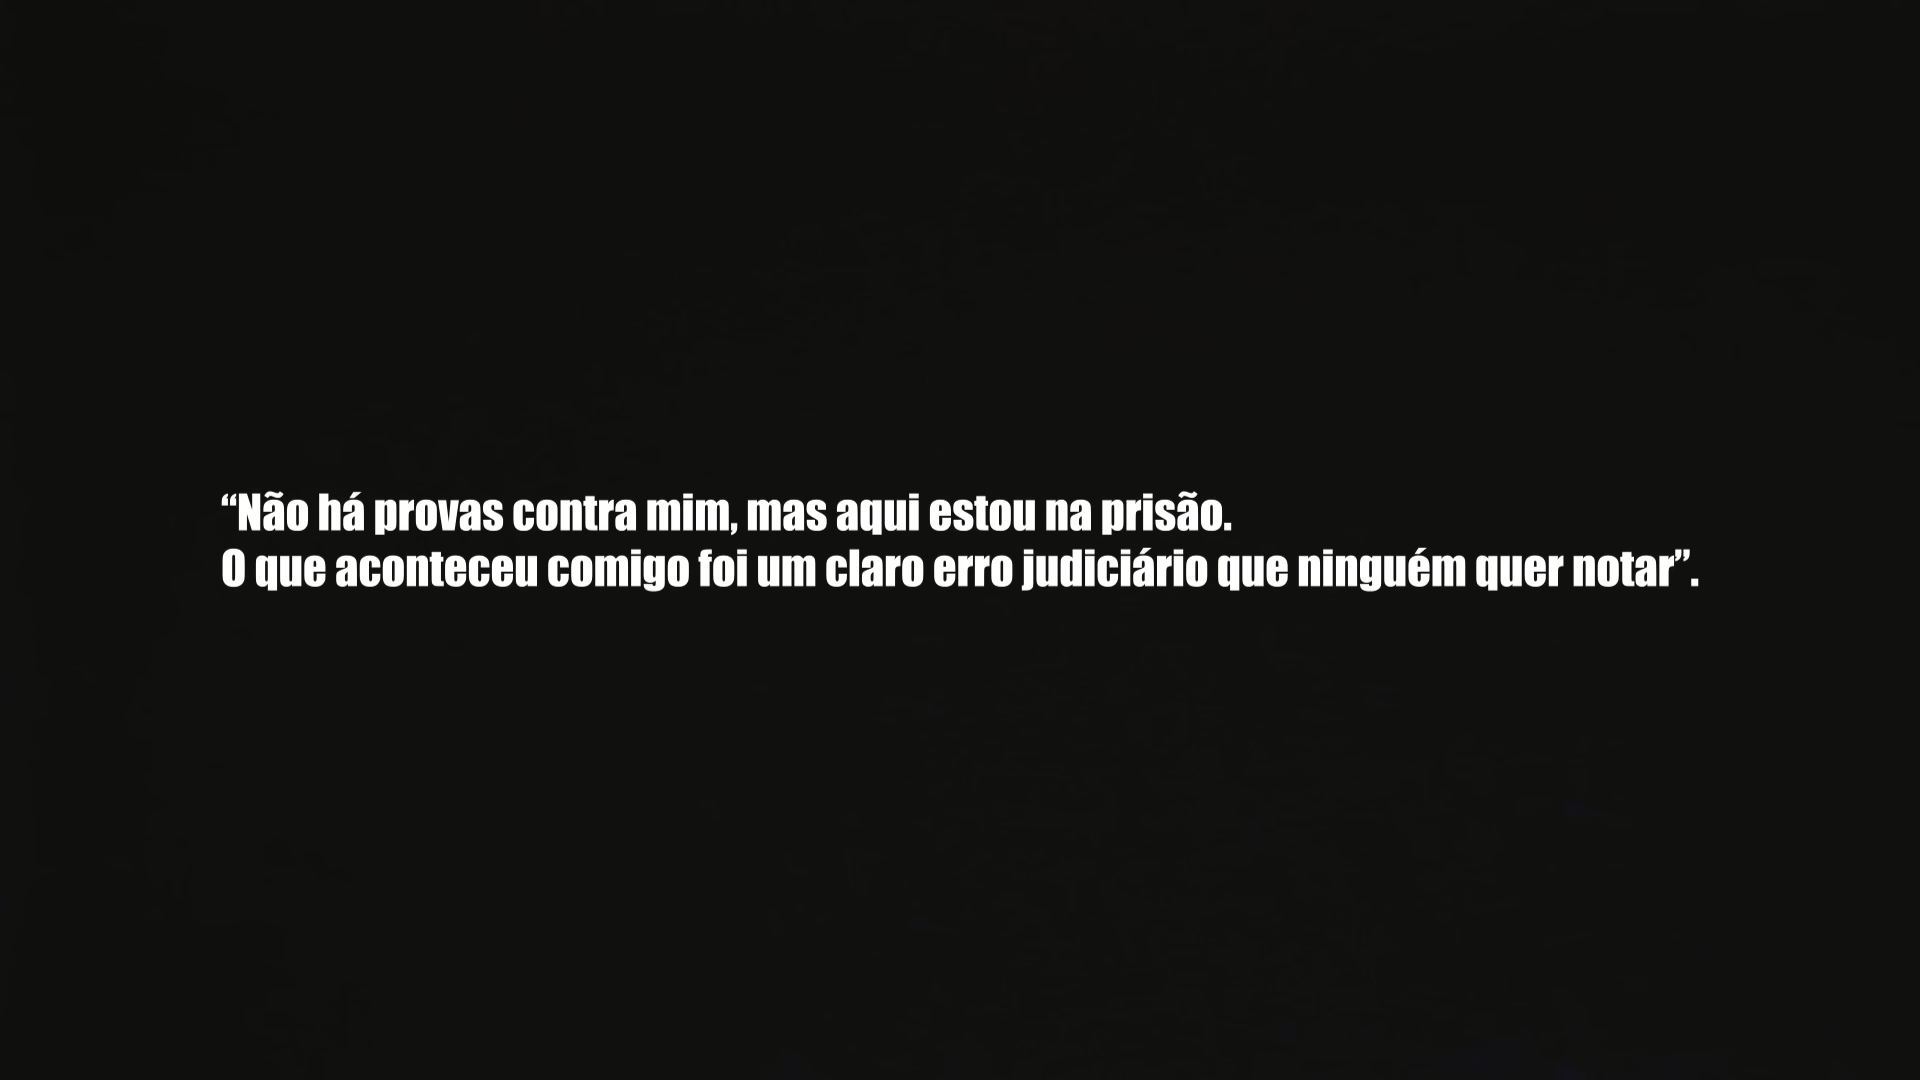 “Não há provas contra mim, mas aqui estou na prisão.
O que aconteceu comigo foi um claro erro judiciário que ninguém quer notar”.